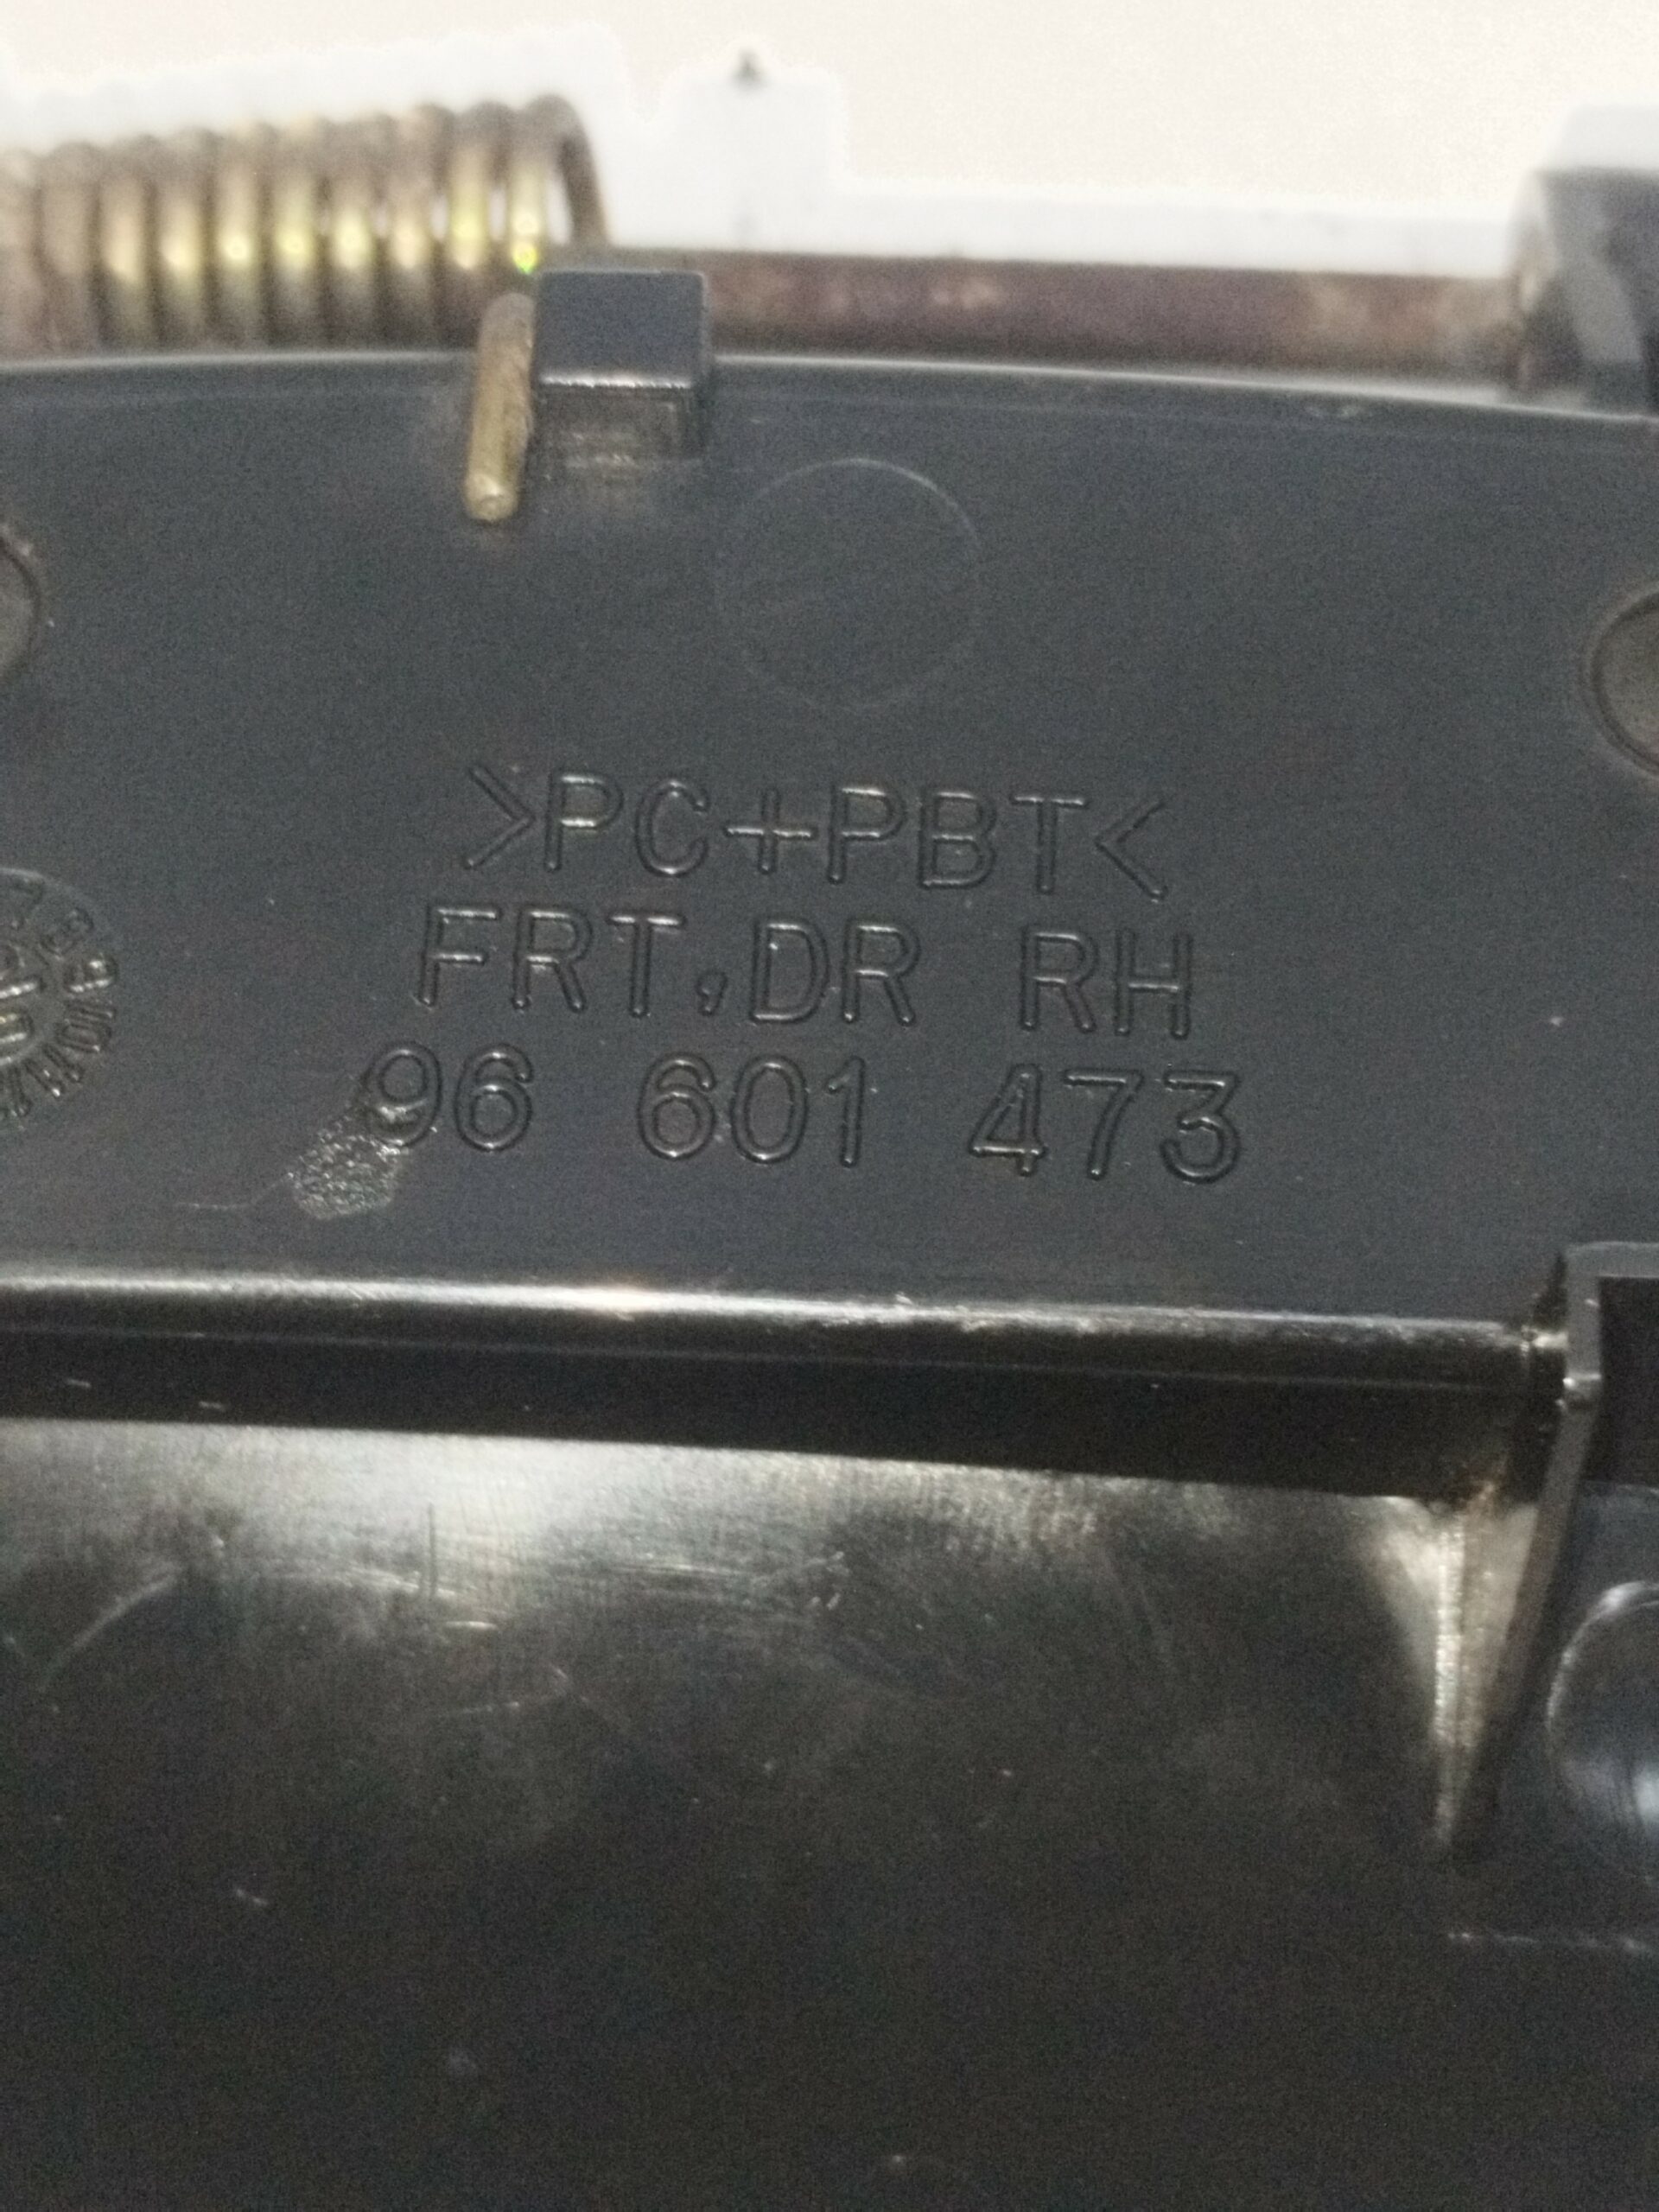 >PC+PBT<
FRT,DR RH
96 601 473